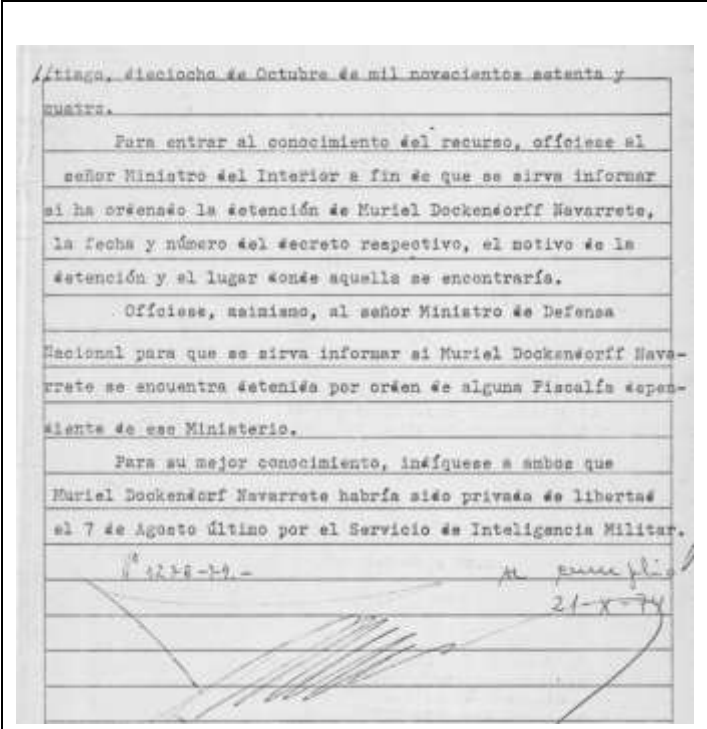 //tiago, dieciocho de Octubre de mil novecientos setenta y
cuatro.
Para entrar al conocimiento del recurso, offciese al
señor Ministro del Interior a fin de que se sirva informar
si ha ordenado la detención de Muriel Dockendorff Navarrete,
la fecha y número del decreto respectivo, el motivo de la
detención y el lugar donde aquella se encontraría.
Offciese, asimismo, al señor Ministro de Defensa
Nacional para que se sirva informar si Muriel Dockendorff Nava-
rrete se encuentra detenida por orden de alguna Fiscalía depen-
diente de ese Ministerio.
Para su mejor conocimiento, indíquese a ambos que
Muriel Dockendorf Navarrete habría sido privada de libertad
el 7 de Agosto último por el Servicio de Inteligencia Militar.
21-X-74